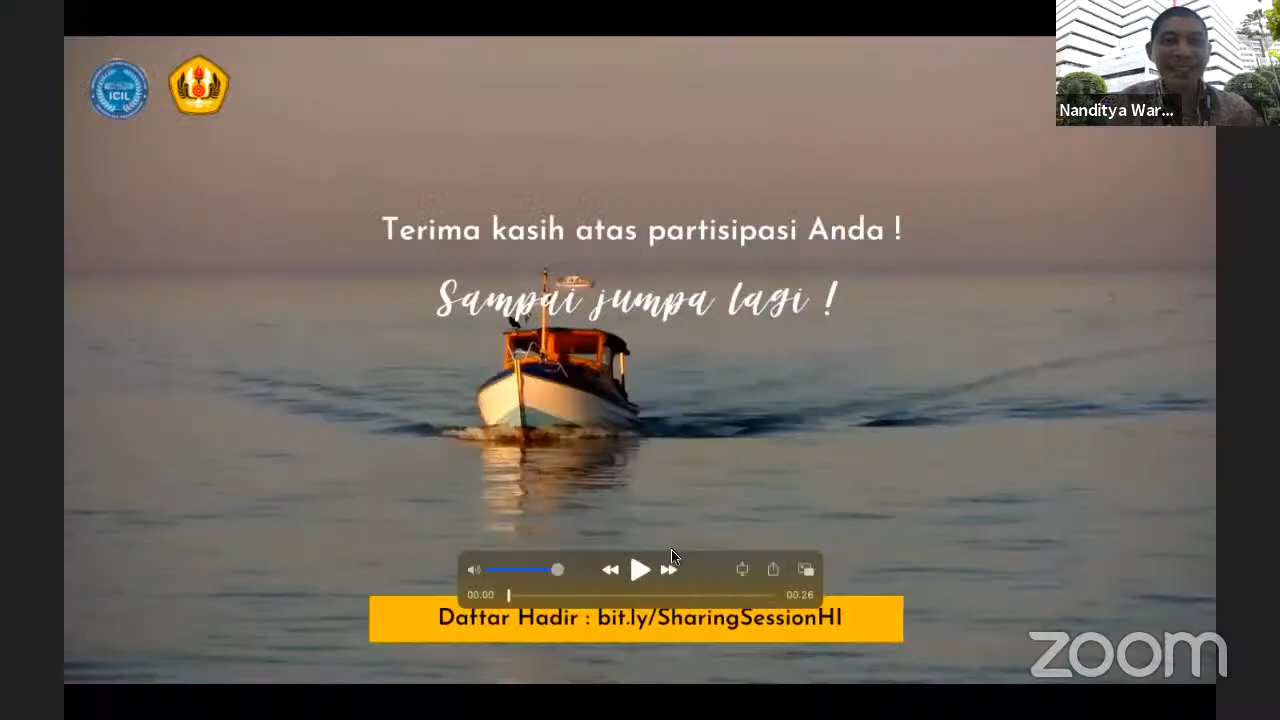 ICIL
Nanditya War...
Terima kasih atas partisipasi Anda !
Sampai jumpa lagi !
00.00
00.26
Daftar Hadir : bit.ly/SharingSessionHI
zoom